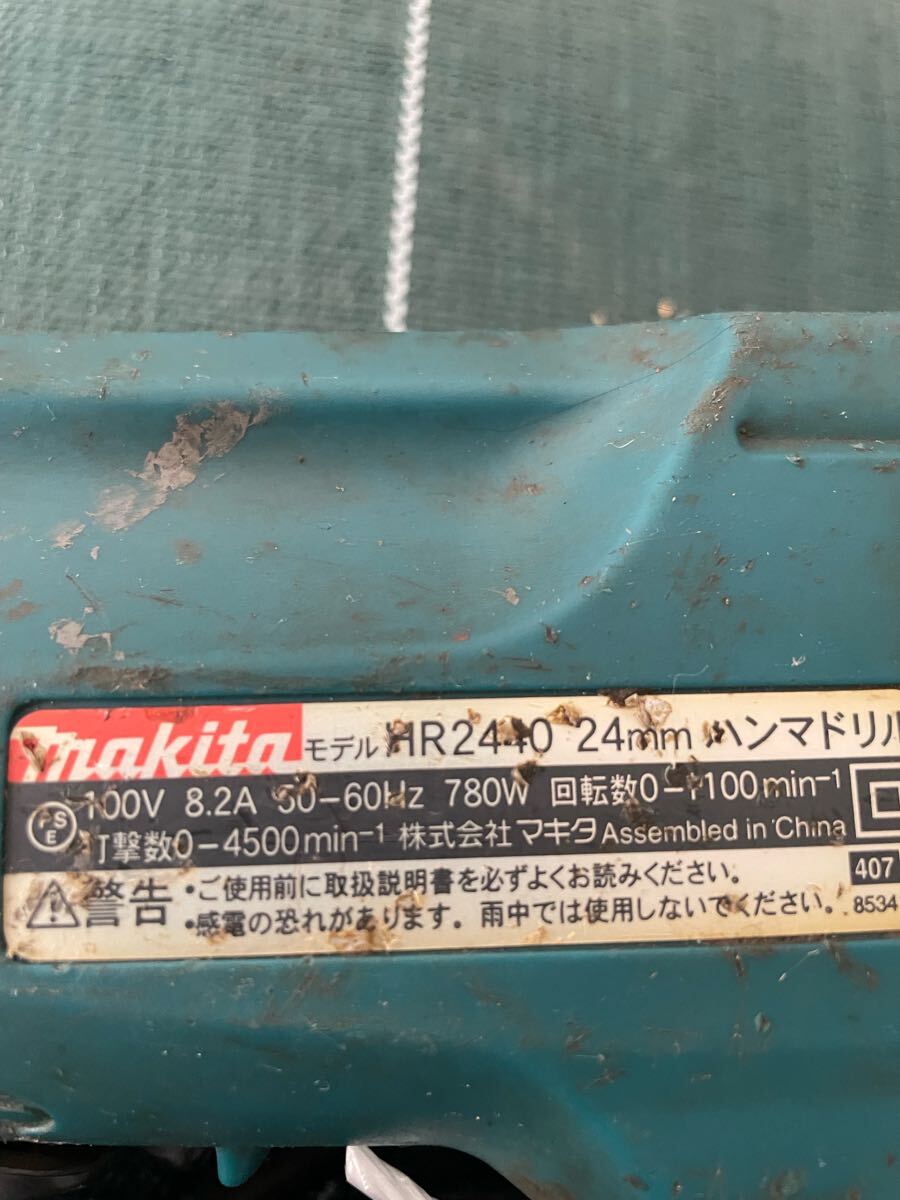 makita モデル HR2440 24mm ハンマドリル
PSE 100V 8.2A 50-60Hz 780W 回転数0-1100min-1
打撃数0-4500min-1 株式会社マキタ Assembled in China
警告 •ご使用前に取扱説明書を必ずよくお読みください。
•感電の恐れがあります。雨中では使用しないでください。
407
8534